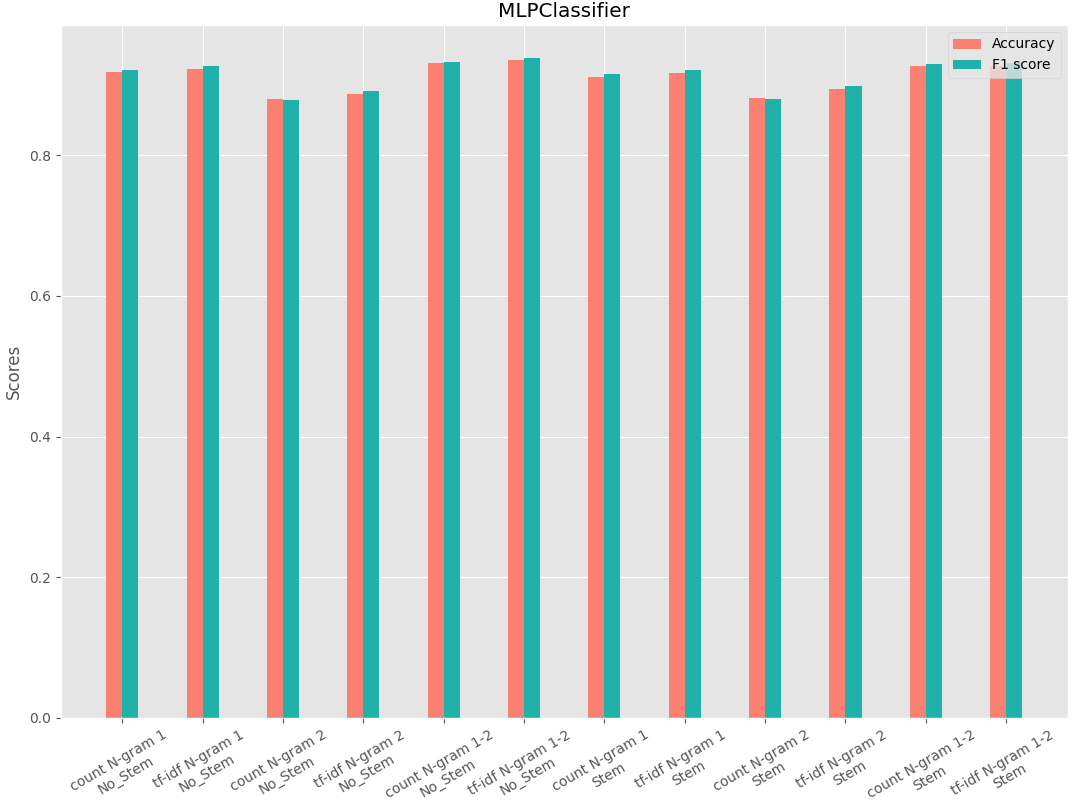 MLPClassifier
Accuracy
F1 score
Scores
0.8
0.6
0.4
0.2
0.0
count N-gram 1
No_Stem
tf-idf N-gram 1
No_Stem
count N-gram 2
No_Stem
tf-idf N-gram 2
No_Stem
count N-gram 1-2
No_Stem
tf-idf N-gram 1-2
No_Stem
count N-gram 1
Stem
tf-idf N-gram 1
Stem
count N-gram 2
Stem
tf-idf N-gram 2
Stem
count N-gram 1-2
Stem
tf-idf N-gram 1-2
Stem